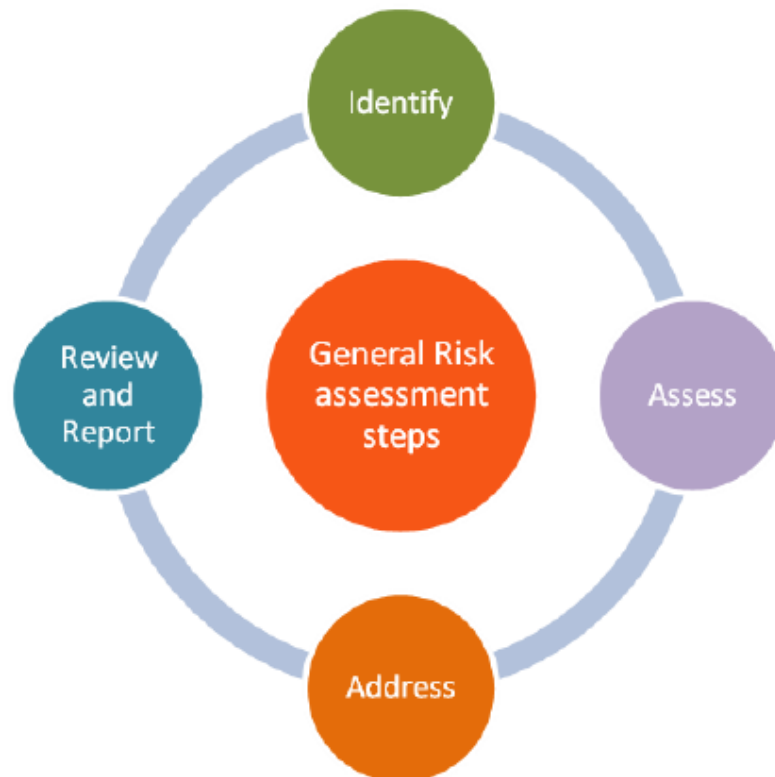 Identify
Review
and
Report
General Risk
assessment
steps
Assess
Address